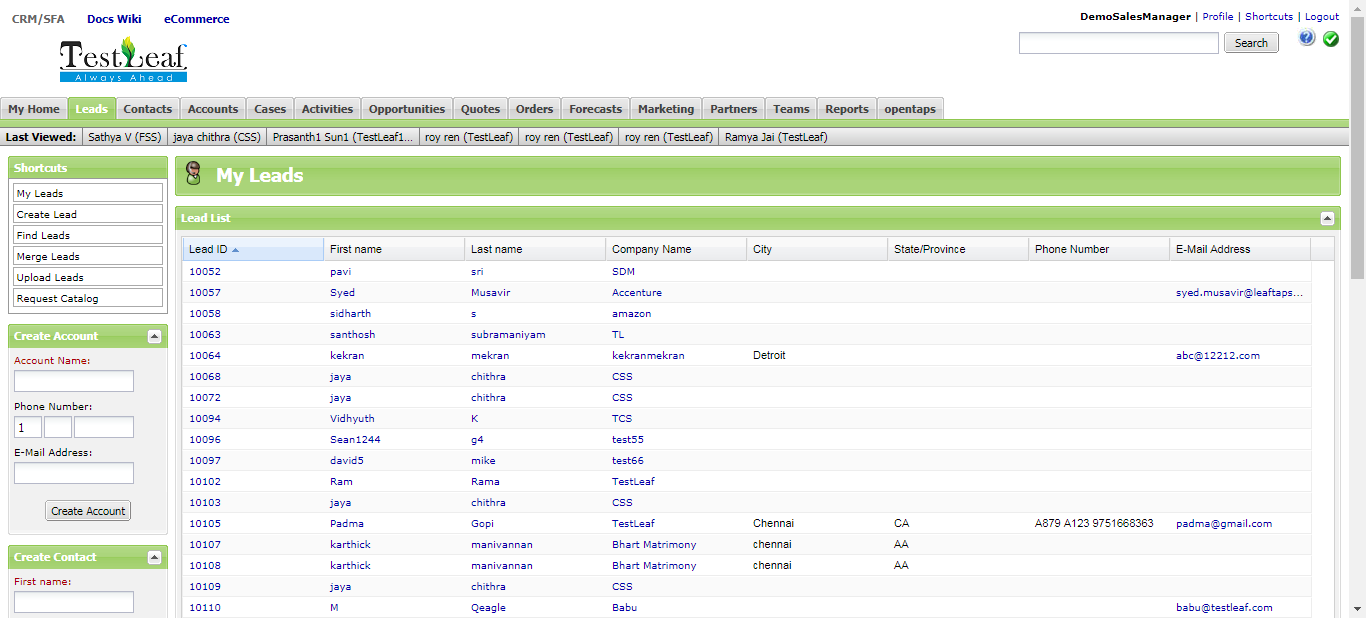 CRM/SFA Docs Wiki eCommerce
DemoSalesManager | Profile | Shortcuts | Logout
TestLeaf
Always Ahead
Search
My Home Leads Contacts Accounts Cases Activities Opportunities Quotes Orders Forecasts Marketing Partners Teams Reports opentaps
Last Viewed: Sathya V (FSS) jaya chithra (CSS) Prasanth1 Sun1 (TestLeaf1... roy ren (TestLeaf) roy ren (TestLeaf) roy ren (TestLeaf) Ramya Jai (TestLeaf)
Shortcuts
My Leads
Create Lead
Find Leads
Merge Leads
Upload Leads
Request Catalog
Create Account
Account Name:
Phone Number:
1
E-Mail Address:
Create Account
Create Contact
First name:
My Leads
Lead List
Lead ID First name Last name Company Name City State/Province Phone Number E-Mail Address
10052 pavi sri SDM
10057 Syed Musavir Accenture syed.musavir@leaftaps...
10058 sidharth s amazon
10063 santhosh subramaniyam TL
10064 kekran mekran kekranmekran Detroit abc@12212.com
10068 jaya chithra CSS
10072 jaya chithra CSS
10094 Vidhyuth K TCS
10096 Sean1244 g4 test55
10097 david5 mike test66
10102 Ram Rama TestLeaf
10103 jaya chithra CSS
10105 Padma Gopi TestLeaf Chennai CA A879 A123 9751668363 padma@gmail.com
10107 karthick manivannan Bhart Matrimony chennai AA
10108 karthick manivannan Bhart Matrimony chennai AA
10109 jaya chithra CSS
10110 M Qeagle Babu babu@testleaf.com